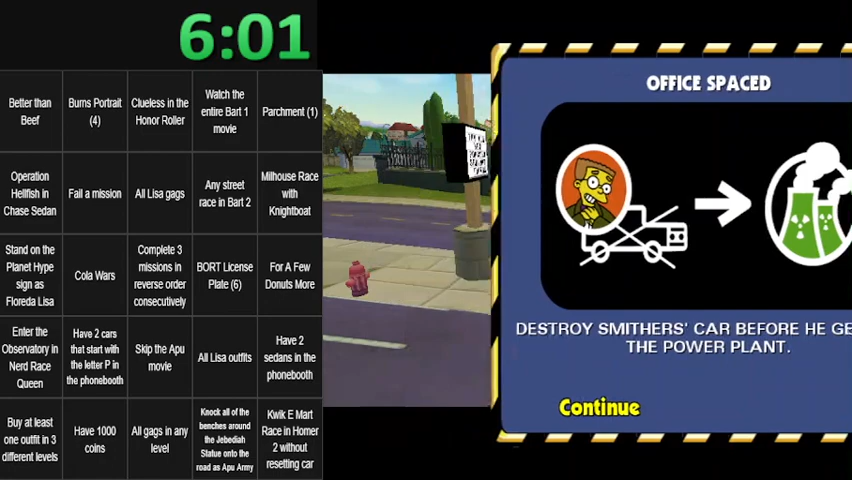 6:01
Better than
Beef
Burns Portrait
(4)
Clueless in the
Honor Roller
Watch the
entire Bart 1
movie
Parchment (1)
Operation
Hellfish in
Chase Sedan
Fail a mission
All Lisa gags
Any street
race in Bart 2
Milhouse Race
with
Knightboat
Stand on the
Planet Hype
sign as
Floreda Lisa
Cola Wars
Complete 3
missions in
reverse order
consecutively
BORT License
Plate (6)
For A Few
Donuts More
Enter the
Observatory in
Nerd Race
Queen
Have 2 cars
that start with
the letter P in
the phonebooth
Skip the Apu
movie
All Lisa outfits
Have 2
sedans in the
phonebooth
Buy at least
one outfit in 3
different levels
Have 1000
coins
All gags in any
level
Knock all of the
benches around
the Jebediah
Statue onto the
road as Apu Army
Kwik E Mart
Race in Homer
2 without
resetting car
OFFICE SPACED
DESTROY SMITHERS' CAR BEFORE HE GE
THE POWER PLANT.
Continue